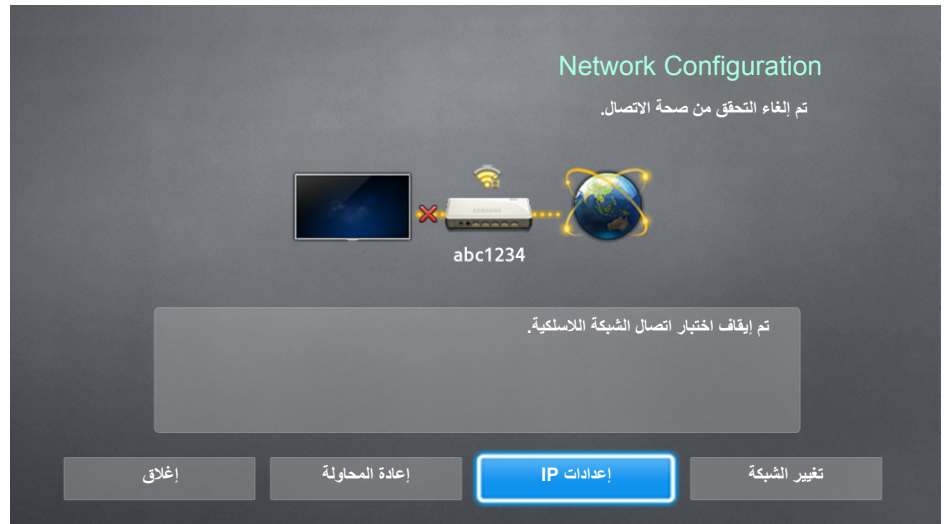 Network Configuration
تم إلغاء التحقق من صحة الاتصال.
SAMSUNG
abc1234
تم إيقاف اختبار اتصال الشبكة اللاسلكية.
تغيير الشبكة
إعدادات IP
إعادة المحاولة
إغلاق